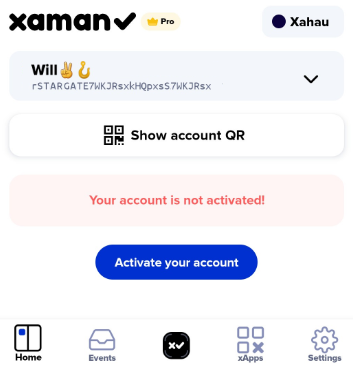 xaman Pro
Xahau
Will✌️🪝
rSTARGATE7WKJRsxkHQpxsS7WKJRsx
Show account QR
Your account is not activated!
Activate your account
Home Events xApps Settings